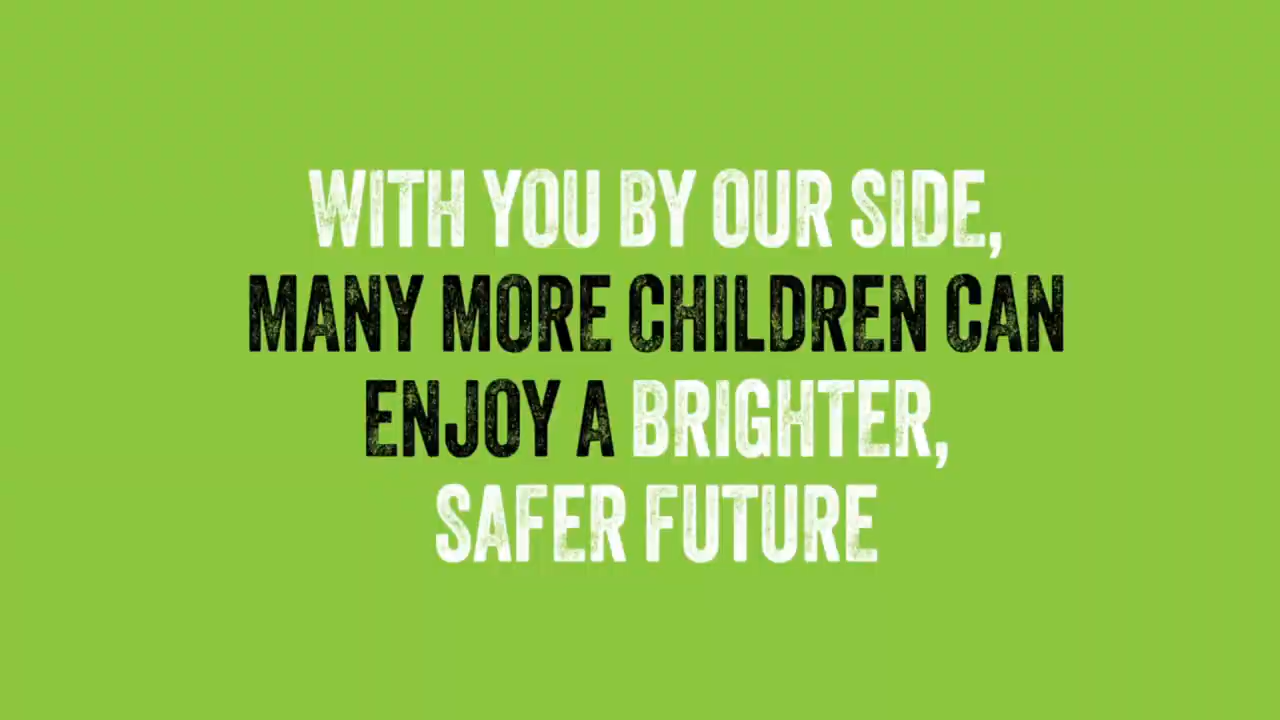 WITH YOU BY OUR SIDE,
MANY MORE CHILDREN CAN
ENJOY A BRIGHTER,
SAFER FUTURE